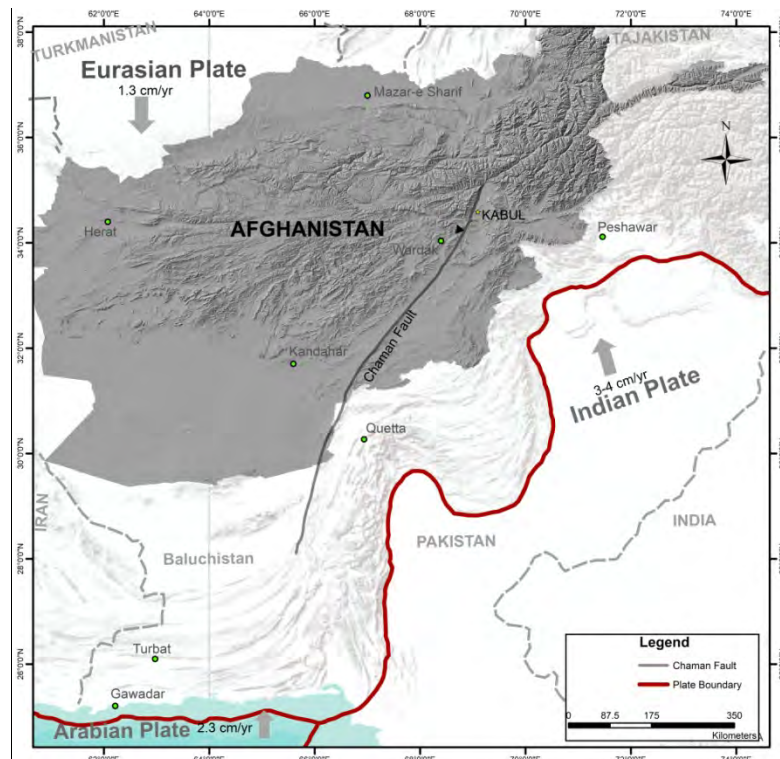 62°0'0"E 64°0'0"E 66°0'0"E 68°0'0"E 70°0'0"E 72°0'0"E 74°0'0"E
38°0'0"N
TURKMANISTAN
TAJAKISTAN
Eurasian Plate
1.3 cm/yr
Mazar-e Sharif
36°0'0"N
N
KABUL
Herat
AFGHANISTAN
Wardak
Peshawar
34°0'0"N
Chaman Fault
Kandahar
32°0'0"N
3-4 cm/yr
Indian Plate
Quetta
30°0'0"N
IRAN
PAKISTAN
INDIA
Baluchistan
28°0'0"N
Turbat
26°0'0"N
Gawadar
Arabian Plate
2.3 cm/yr
Legend
Chaman Fault
Plate Boundary
0 87.5 175 350
Kilometers